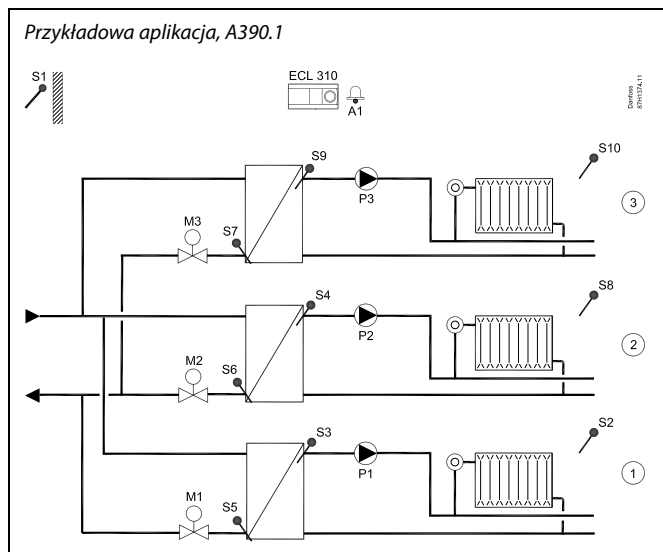 Przykładowa aplikacja, A390.1
S1
ECL 310
A1
Danfoss
87H1374.11
S9
S10
P3
M3
S7
3
S4
S8
P2
M2
S6
2
S3
S2
P1
M1
S5
1